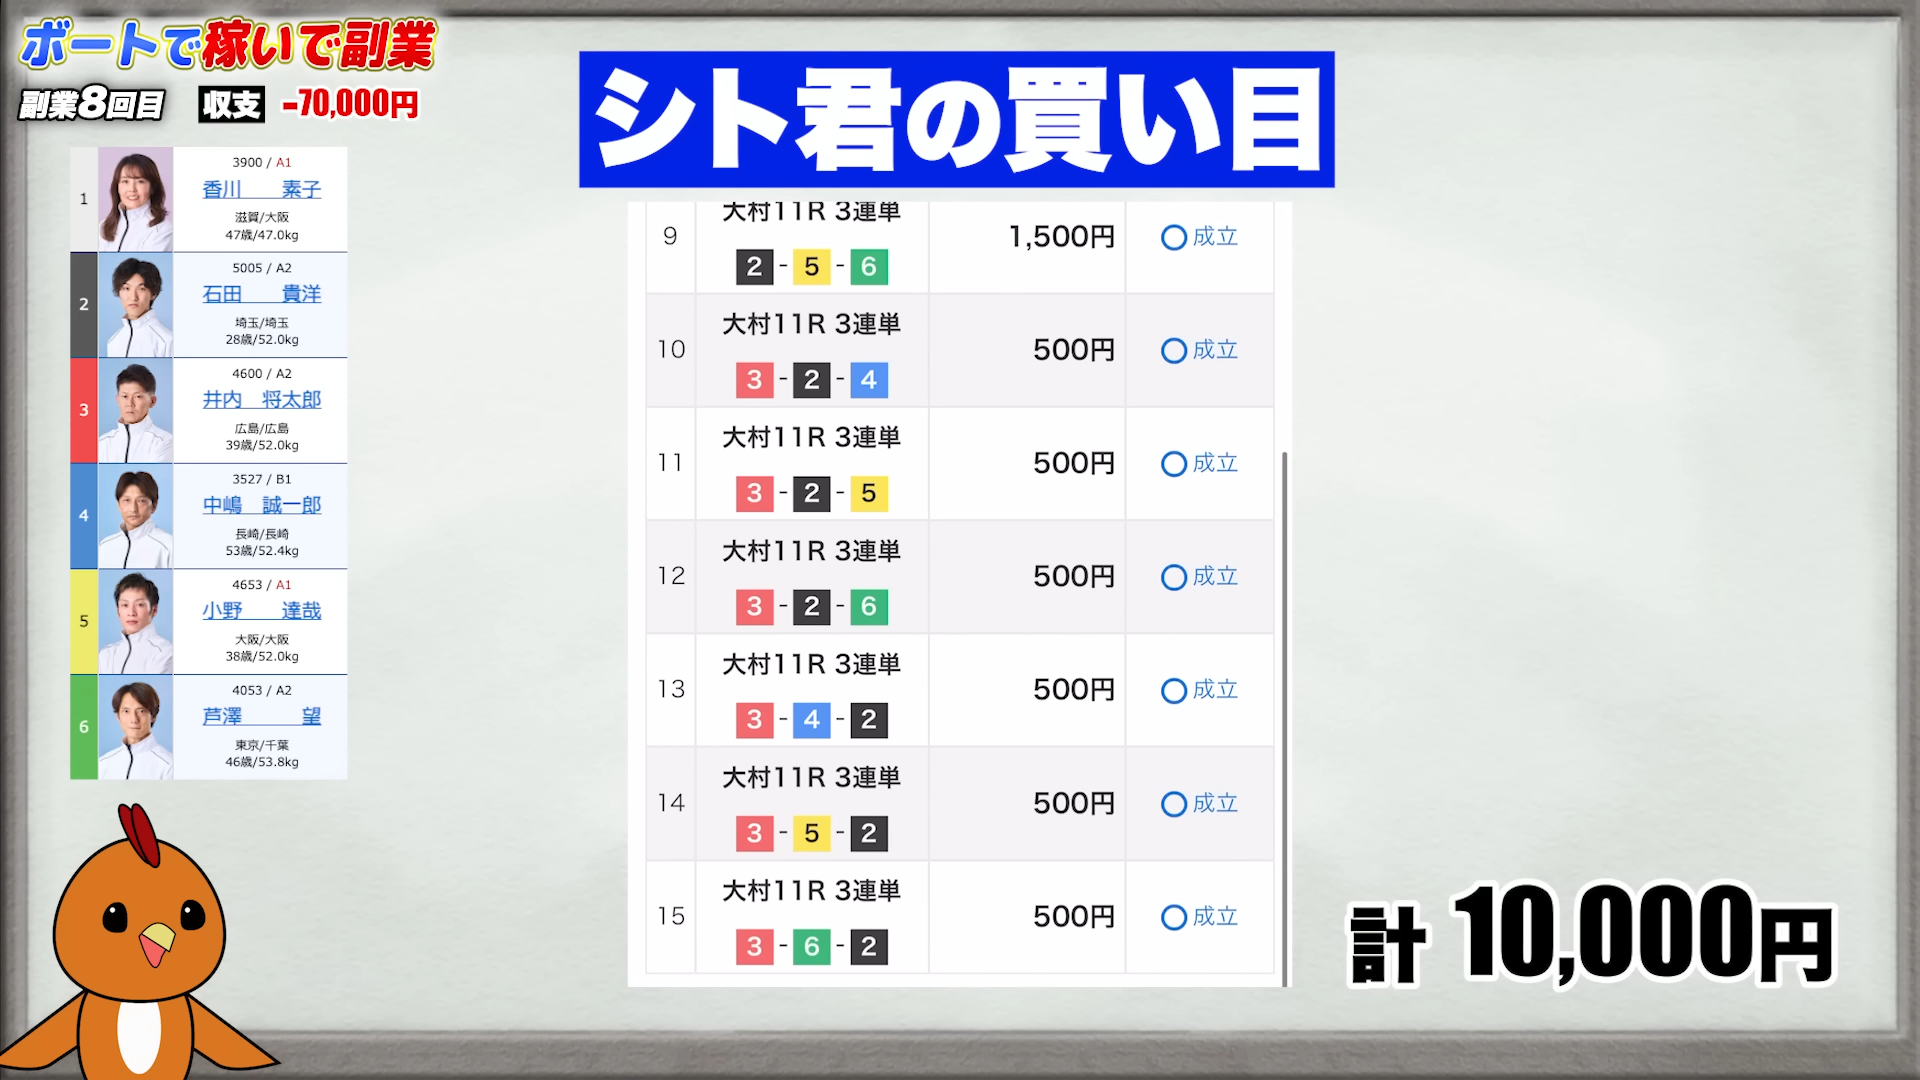 ボートで稼いで副業
副業8回目 収支 -70,000円
シト君の買い目
1
3900 / A1
香川 素子
滋賀/大阪
47歳/47.0kg
2
5005 / A2
石田 貴洋
埼玉/埼玉
28歳/52.0kg
3
4600 / A2
井内 将太郎
広島/広島
39歳/52.0kg
4
3527 / B1
中嶋 誠一郎
長崎/長崎
53歳/52.4kg
5
4653 / A1
小野 達哉
大阪/大阪
38歳/52.0kg
6
4053 / A2
芦澤 望
東京/千葉
46歳/53.8kg
大村11R 3連単
9 1,500円 成立
2 - 5 - 6
大村11R 3連単
10 500円 成立
3 - 2 - 4
大村11R 3連単
11 500円 成立
3 - 2 - 5
大村11R 3連単
12 500円 成立
3 - 2 - 6
大村11R 3連単
13 500円 成立
3 - 4 - 2
大村11R 3連単
14 500円 成立
3 - 5 - 2
大村11R 3連単
15 500円 成立
3 - 6 - 2
計 10,000円